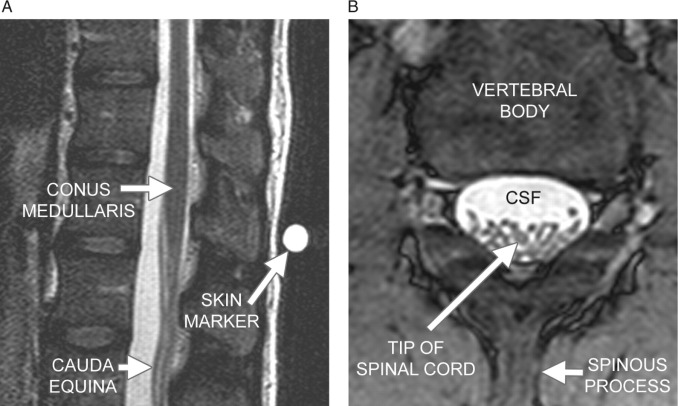 A
B
CONUS
MEDULLARIS
SKIN
MARKER
CAUDA
EQUINA
VERTEBRAL
BODY
CSF
TIP OF
SPINAL CORD
SPINOUS
PROCESS